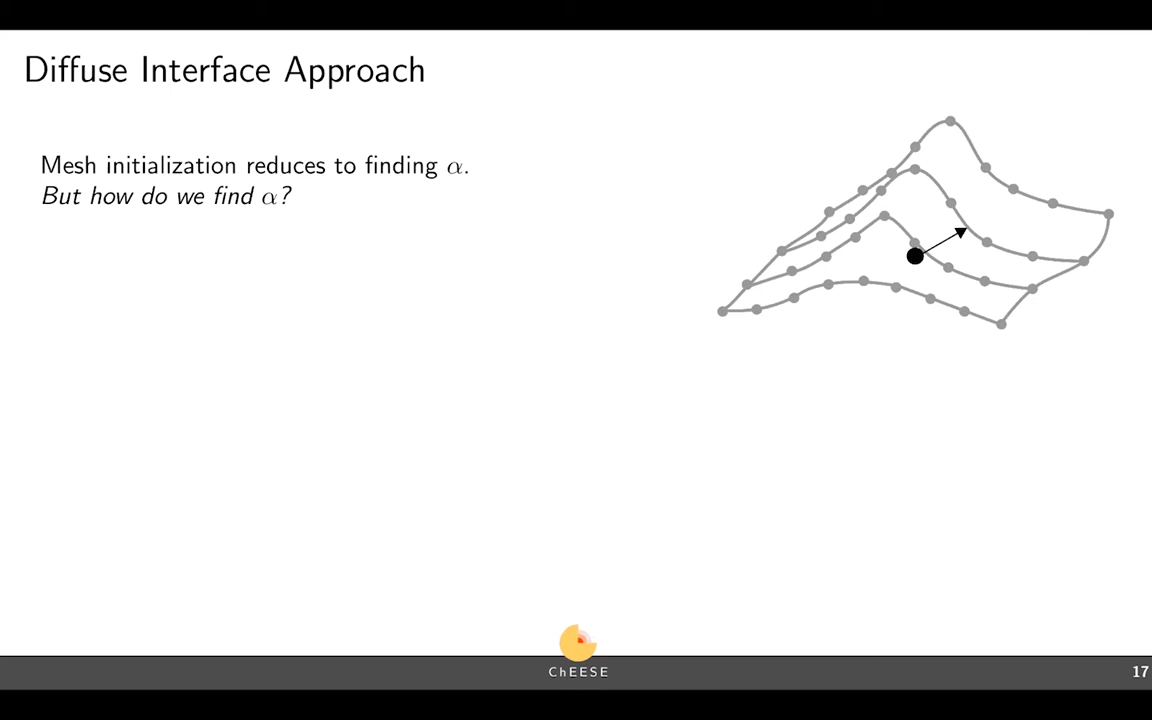 Diffuse Interface Approach
Mesh initialization reduces to finding α.
But how do we find α?
ChEESE
17